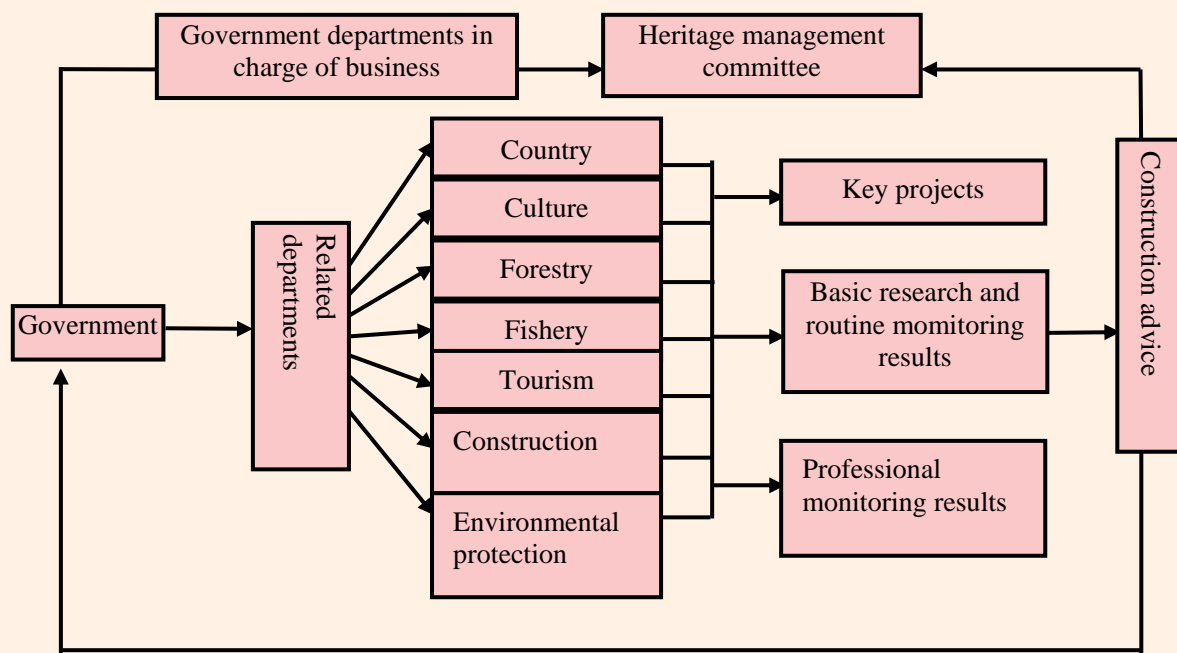 Government departments in
charge of business
Heritage management
committee
Country
Culture
Forestry
Fishery
Tourism
Construction
Environmental
protection
Related
departments
Government
Key projects
Basic research and
routine momitoring
results
Professional
monitoring results
Construction advice